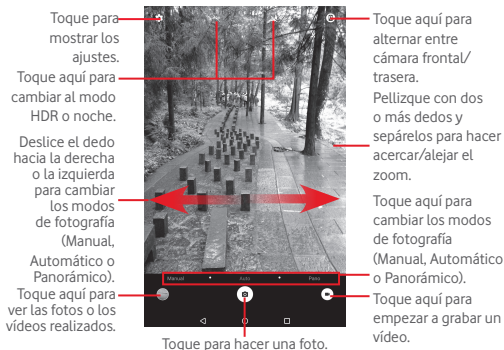 Toque para
mostrar los
ajustes.
Toque aquí para
cambiar al modo
HDR o noche.
Deslice el dedo
hacia la derecha
o la izquierda
para cambiar
los modos
de fotografía
(Manual,
Automático o
Panorámico).
Toque aquí para
ver las fotos o los
vídeos realizados.
Manual
Auto
Pano
Toque para hacer una foto.
Toque aquí para
alternar entre
cámara frontal/
trasera.
Pellizque con dos
o más dedos y
sepárelos para hacer
acercar/alejar el
zoom.
Toque aquí para
cambiar los modos
de fotografía
(Manual, Automático
o Panorámico).
Toque aquí para
empezar a grabar un
vídeo.